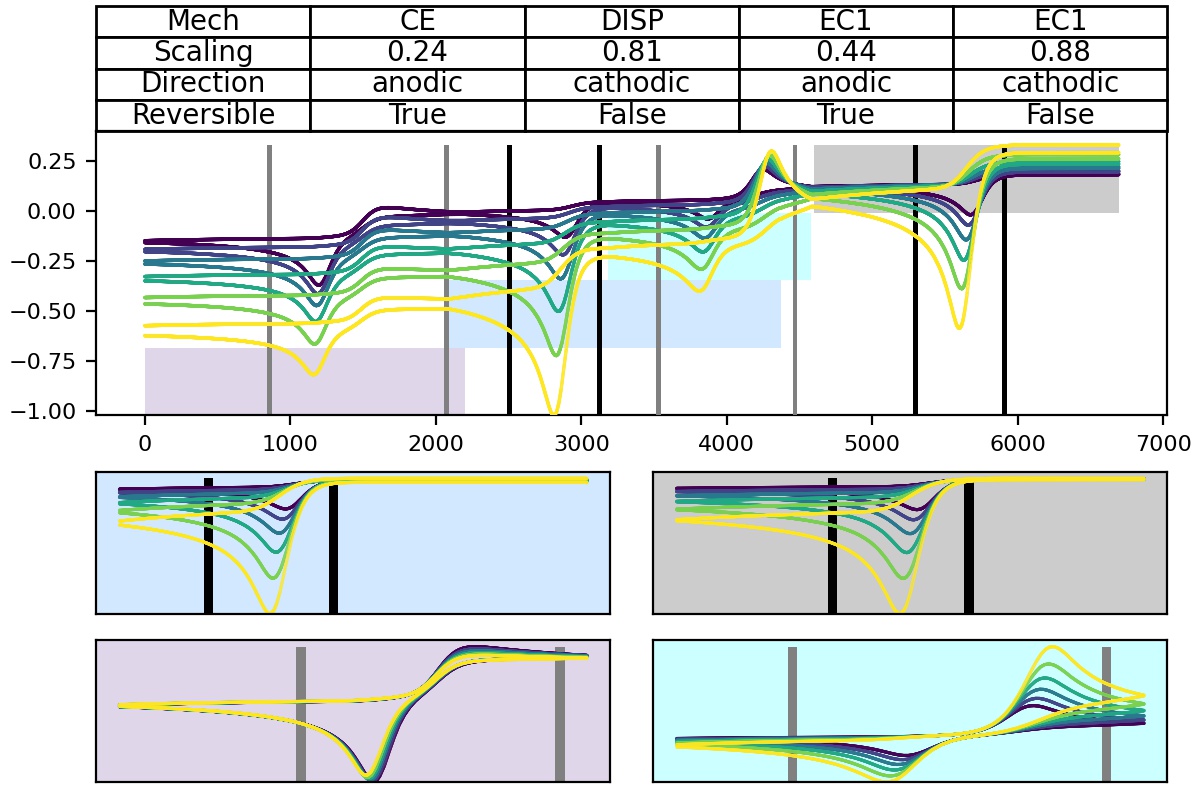 Mech CE DISP EC1 EC1
Scaling 0.24 0.81 0.44 0.88
Direction anodic cathodic anodic cathodic
Reversible True False True False
0.25
0.00
−0.25
−0.50
−0.75
−1.00
0 1000 2000 3000 4000 5000 6000 7000